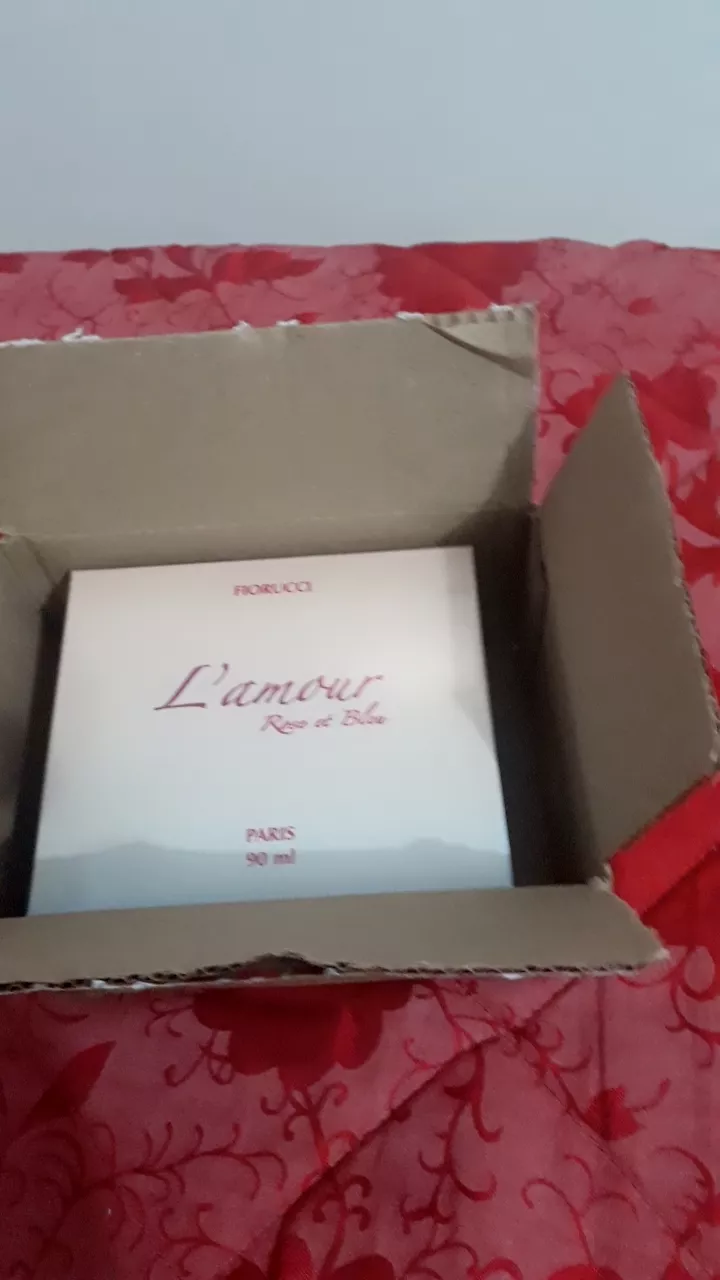 FIORUCCI
L'amour
Rose et Bleu
PARIS
90 ml